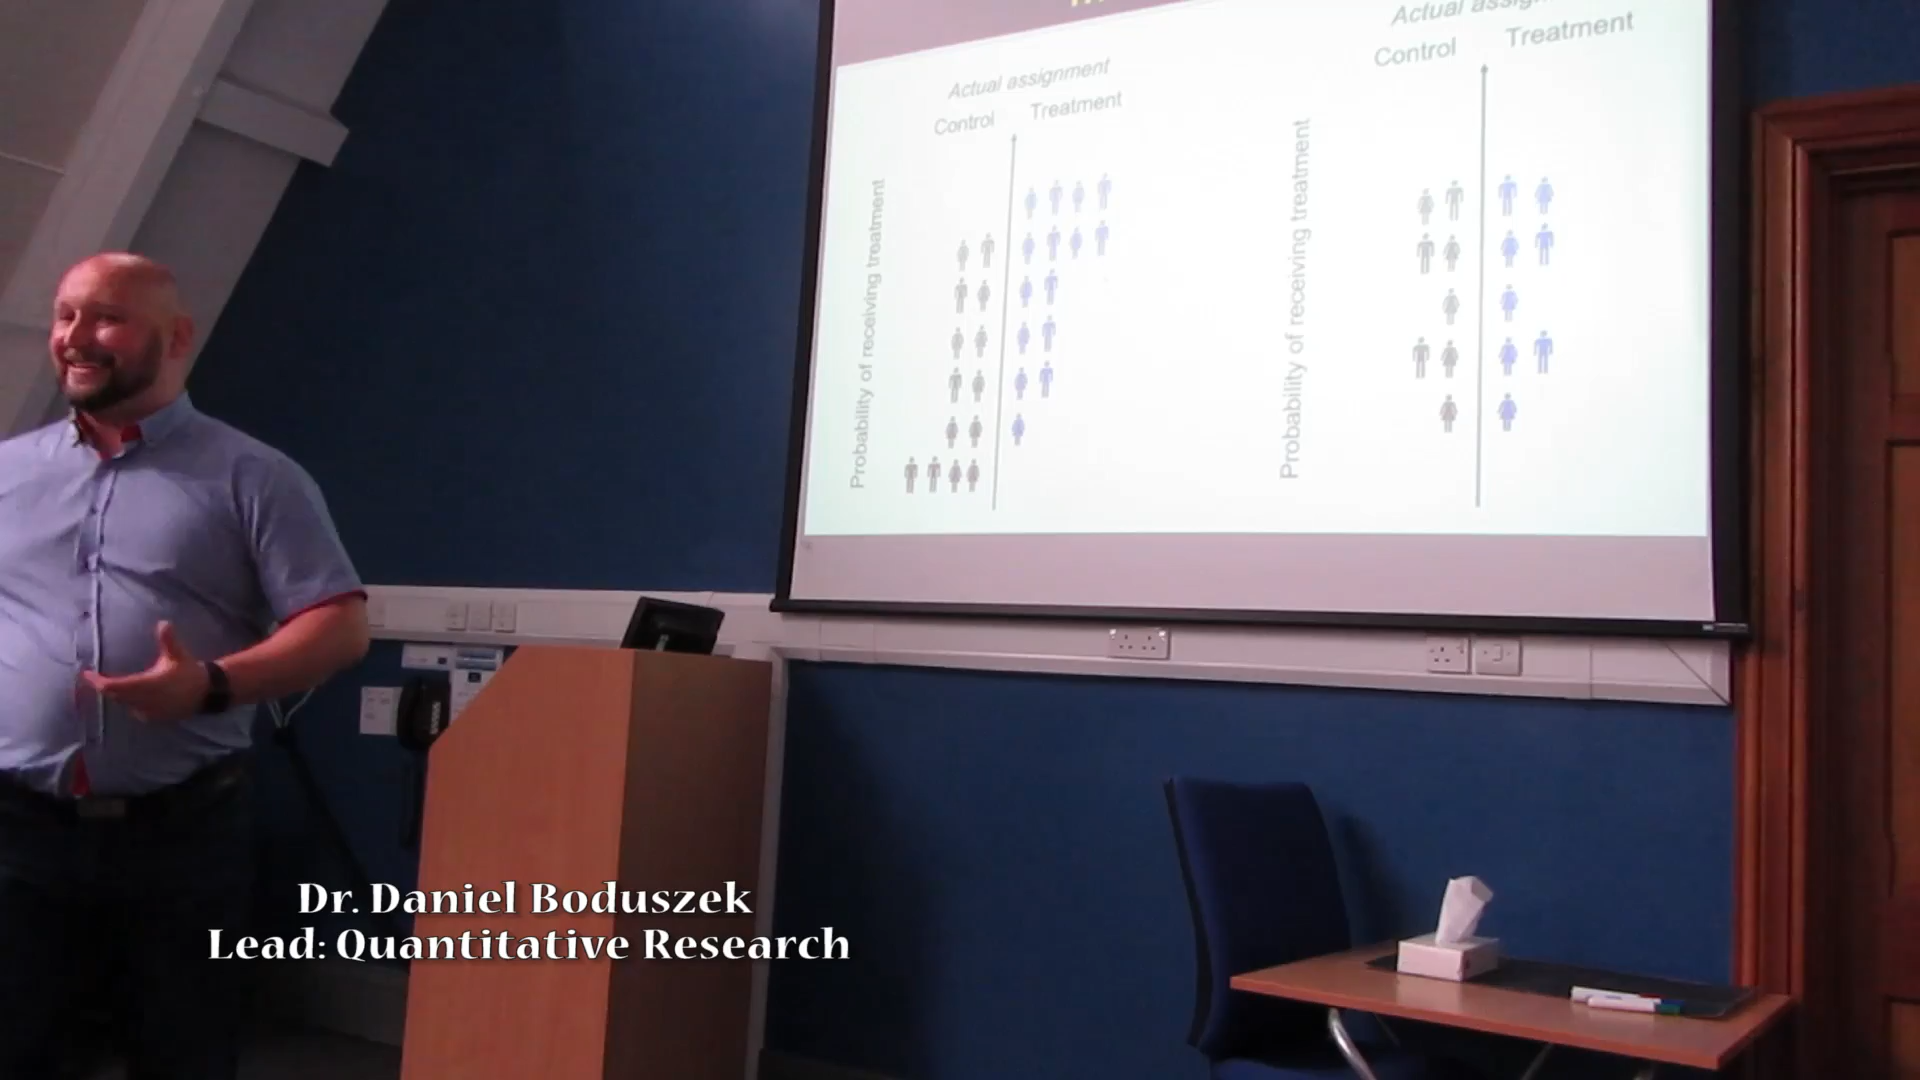 Actual assignment
Control Treatment
Probability of receiving treatment
Actual
Control Treatment
Probability of receiving treatment
Dr. Daniel Boduszek
Lead: Quantitative Research